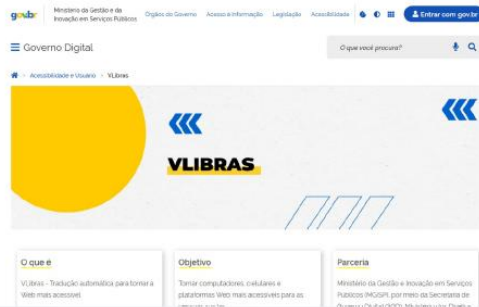 gov.br
Ministério da Gestão e da
Inovação em Serviços Públicos
Órgãos do Governo Acesso à Informação Legislação Acessibilidade
Entrar com gov.br
Governo Digital
O que você procura?
Acessibilidade e Usuário > VLibras
VLIBRAS
O que é
VLibras - Tradução automática para tornar a
Web mais acessível.
Objetivo
Tornar computadores, celulares e
plataformas Web mais acessíveis para as
Parceria
Ministério da Gestão e Inovação em Serviços
Públicos (MGISP), por meio da Secretaria de